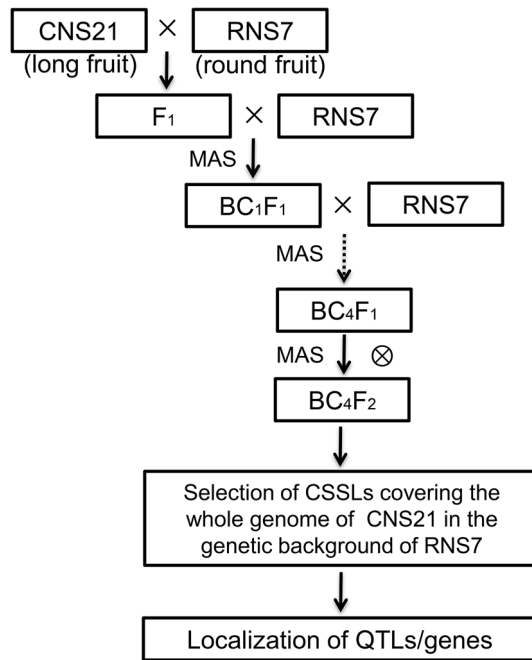 CNS21 × RNS7
(long fruit) (round fruit)
F₁ × RNS7
MAS
BC₁F₁ × RNS7
MAS
BC₄F₁
MAS ⊗
BC₄F₂
Selection of CSSLs covering the
whole genome of CNS21 in the
genetic background of RNS7
Localization of QTLs/genes